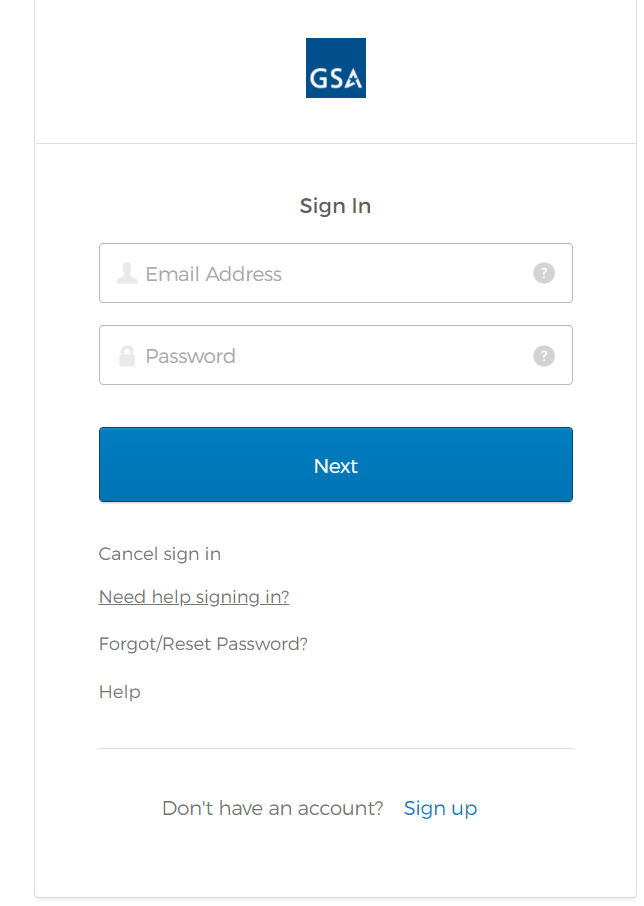 GSA
Sign In
Email Address ?
Password ?
Next
Cancel sign in
Need help signing in?
Forgot/Reset Password?
Help
Don't have an account? Sign up